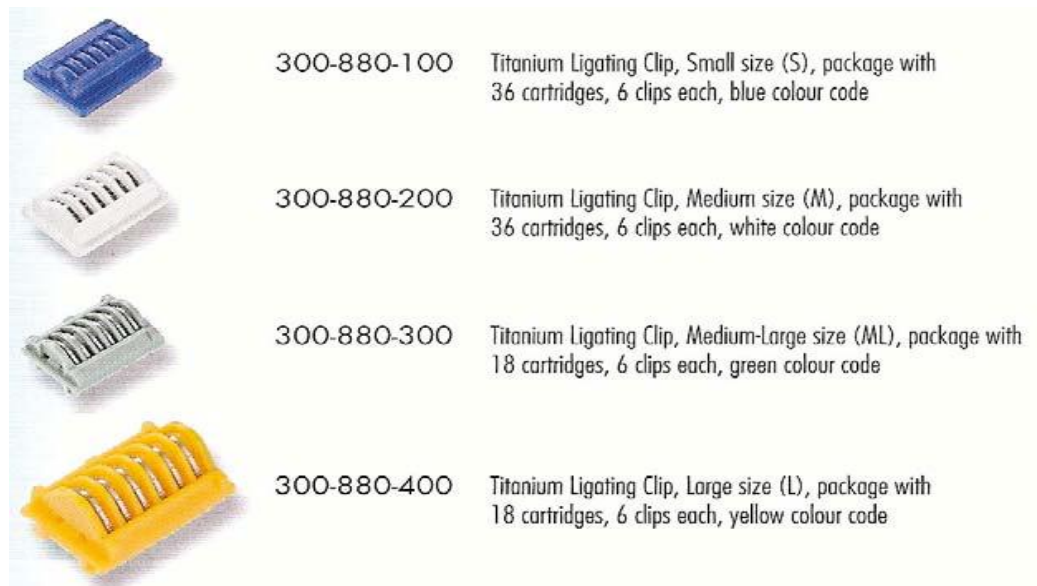 300-880-100 Titanium Ligating Clip, Small size (S), package with
36 cartridges, 6 clips each, blue colour code
300-880-200 Titanium Ligating Clip, Medium size (M), package with
36 cartridges, 6 clips each, white colour code
300-880-300 Titanium Ligating Clip, Medium-Large size (ML), package with
18 cartridges, 6 clips each, green colour code
300-880-400 Titanium Ligating Clip, Large size (L), package with
18 cartridges, 6 clips each, yellow colour code